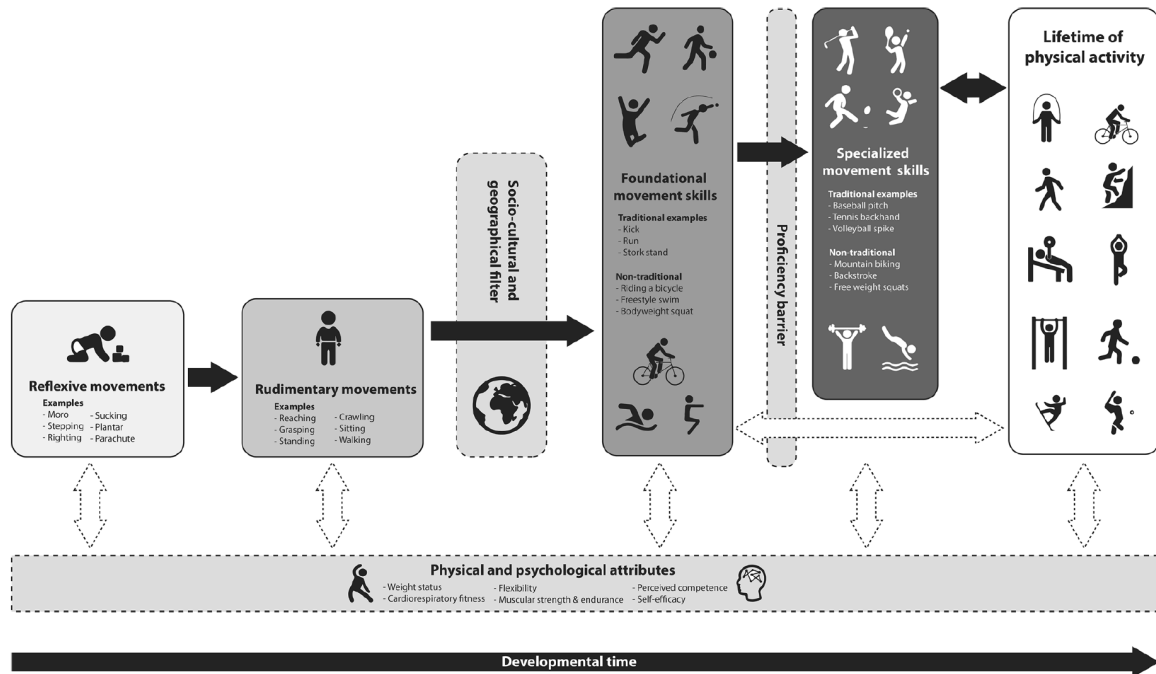 Reflexive movements
Examples
- Moro
- Stepping
- Righting
- Sucking
- Plantar
- Parachute
Rudimentary movements
Examples
- Reaching
- Grasping
- Standing
- Crawling
- Sitting
- Walking
Socio-cultural and
geographical filter
Foundational
movement skills
Traditional examples
- Kick
- Run
- Stork stand
Non-traditional
- Riding a bicycle
- Freestyle swim
- Bodyweight squat
Proficiency barrier
Specialized
movement skills
Traditional examples
- Baseball pitch
- Tennis backhand
- Volleyball spike
Non-traditional
- Mountain biking
- Backstroke
- Free weight squats
Lifetime of
physical activity
Physical and psychological attributes
- Weight status
- Cardiorespiratory fitness
- Flexibility
- Muscular strength & endurance
- Perceived competence
- Self-efficacy
Developmental time